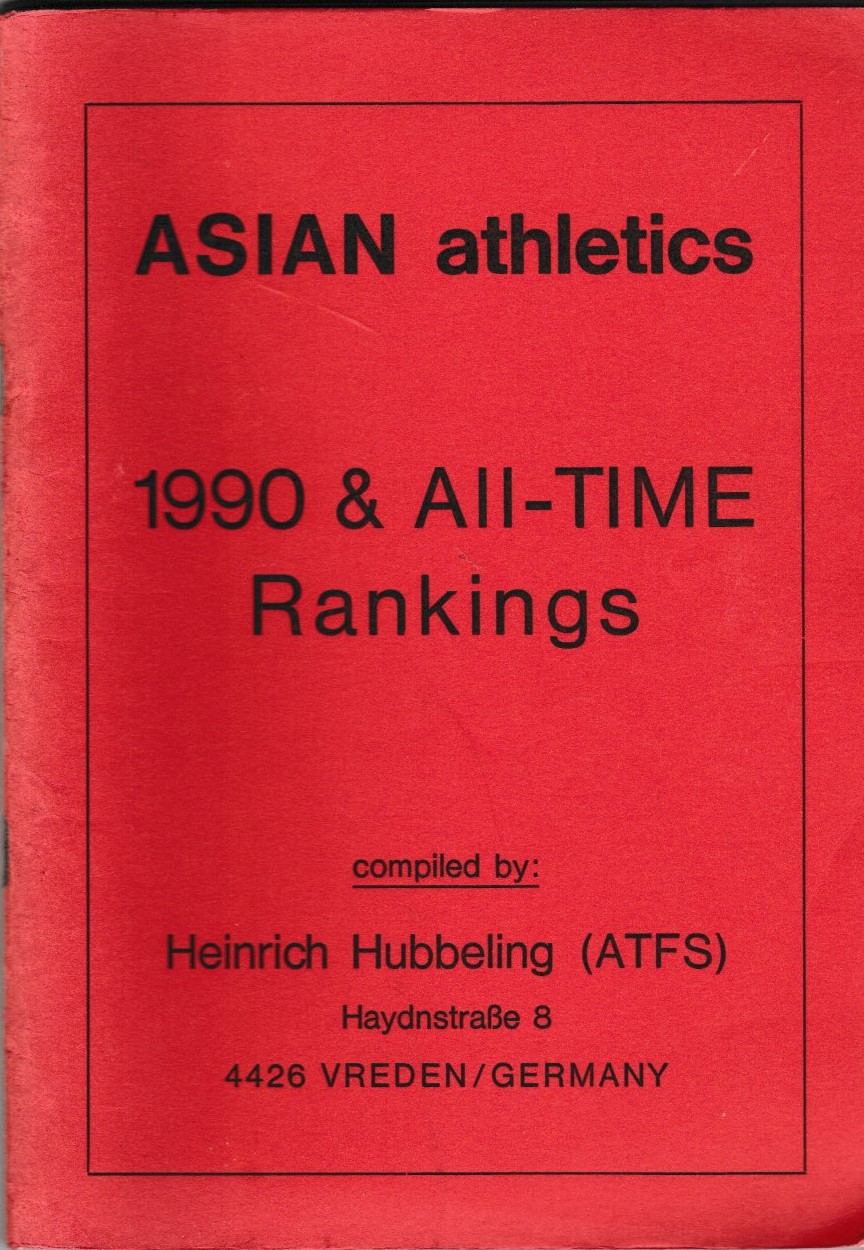 ASIAN athletics
1990 & All-TIME
Rankings
compiled by:
Heinrich Hubbeling (ATFS)
Haydnstraße 8
4426 VREDEN/GERMANY